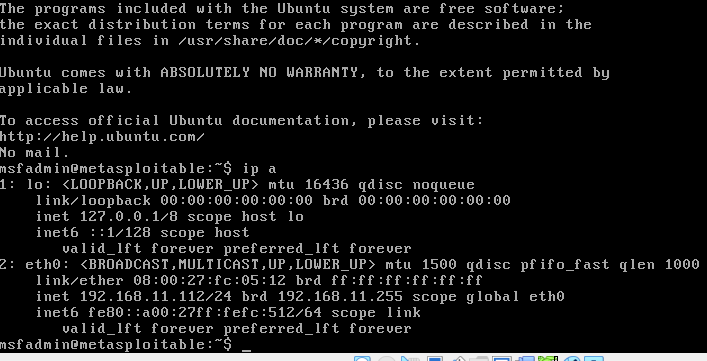 The programs included with the Ubuntu system are free software;
the exact distribution terms for each program are described in the
individual files in /usr/share/doc/*/copyright.
Ubuntu comes with ABSOLUTELY NO WARRANTY, to the extent permitted by
applicable law.
To access official Ubuntu documentation, please visit:
http://help.ubuntu.com/
No mail.
msfadmin@metasploitable:~$ ip a
1: lo: <LOOPBACK,UP,LOWER_UP> mtu 16436 qdisc noqueue
link/loopback 00:00:00:00:00:00 brd 00:00:00:00:00:00
inet 127.0.0.1/8 scope host lo
inet6 ::1/128 scope host
valid_lft forever preferred_lft forever
2: eth0: <BROADCAST,MULTICAST,UP,LOWER_UP> mtu 1500 qdisc pfifo_fast qlen 1000
link/ether 08:00:27:fc:05:12 brd ff:ff:ff:ff:ff:ff
inet 192.168.11.112/24 brd 192.168.11.255 scope global eth0
inet6 fe80::a00:27ff:fefc:512/64 scope link
valid_lft forever preferred_lft forever
msfadmin@metasploitable:~$ _